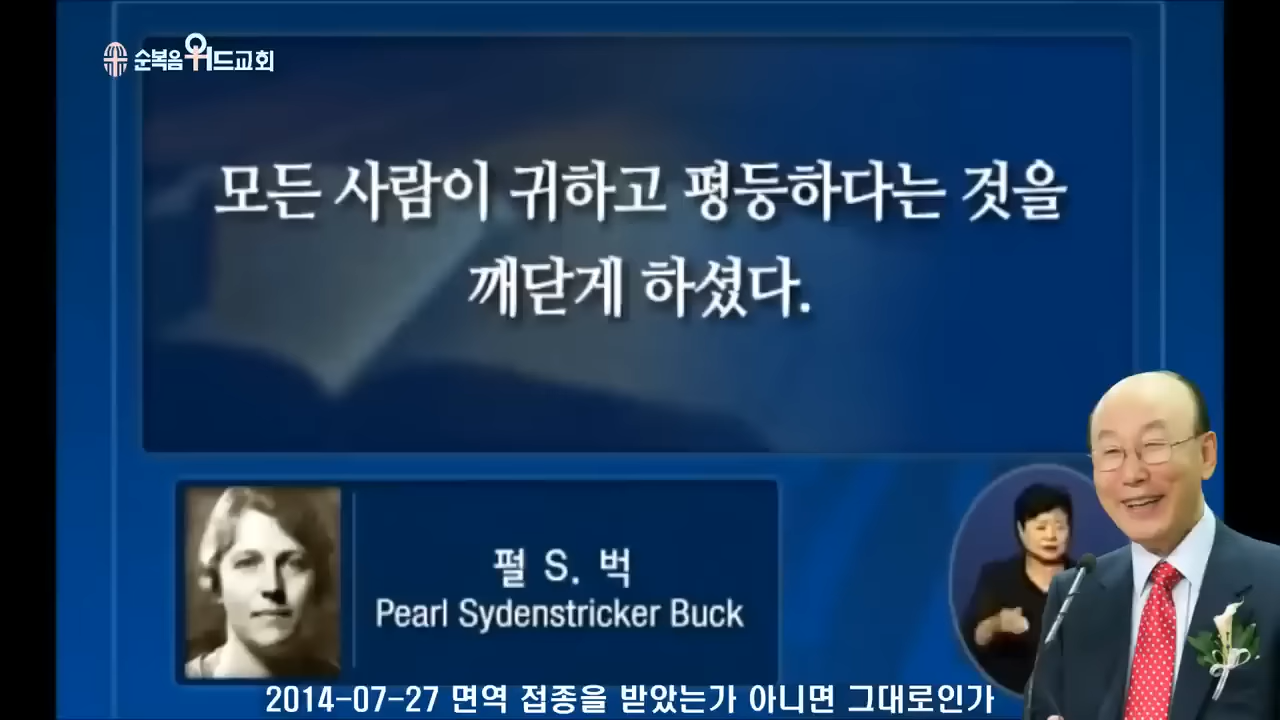 순복음위드교회
모든 사람이 귀하고 평등하다는 것을
깨닫게 하셨다.
펄 S. 벅
Pearl Sydenstricker Buck
2014-07-27 면역 접종을 받았는가 아니면 그대로인가